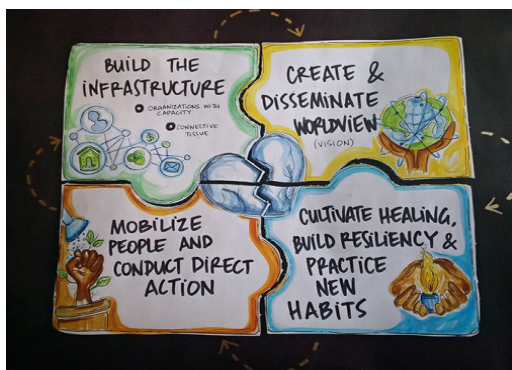 BUILD THE
INFRASTRUCTURE
ORGANIZATIONS WITH
CAPACITY
CONNECTIVE
TISSUE
CREATE &
DISSEMINATE
WORLDVIEW
(VISION)
MOBILIZE
PEOPLE AND
CONDUCT DIRECT
ACTION
CULTIVATE HEALING,
BUILD RESILIENCY &
PRACTICE
NEW
HABITS